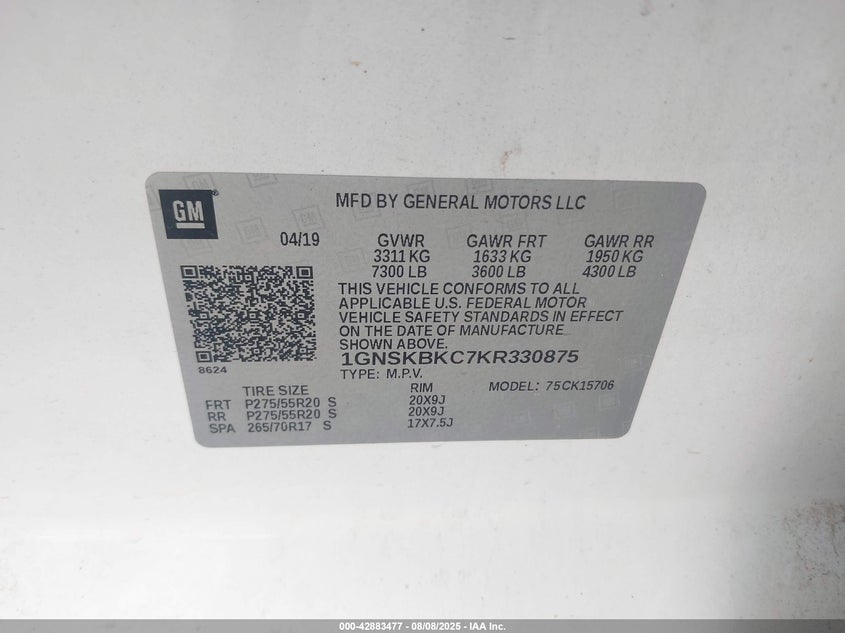 GM
MFD BY GENERAL MOTORS LLC
04/19 GVWR GAWR FRT GAWR RR
3311 KG 1633 KG 1950 KG
7300 LB 3600 LB 4300 LB
THIS VEHICLE CONFORMS TO ALL
APPLICABLE U.S. FEDERAL MOTOR
VEHICLE SAFETY STANDARDS IN EFFECT
ON THE DATE OF MANUFACTURE
SHOWN ABOVE.
1GNSKBKC7KR330875
8624
TYPE: M.P.V. MODEL: 75CK15706
TIRE SIZE RIM
FRT P275/55R20 S 20X9J
RR P275/55R20 S 20X9J
SPA 265/70R17 S 17X7.5J
000-42883477 - 08/08/2025 - IAA Inc.